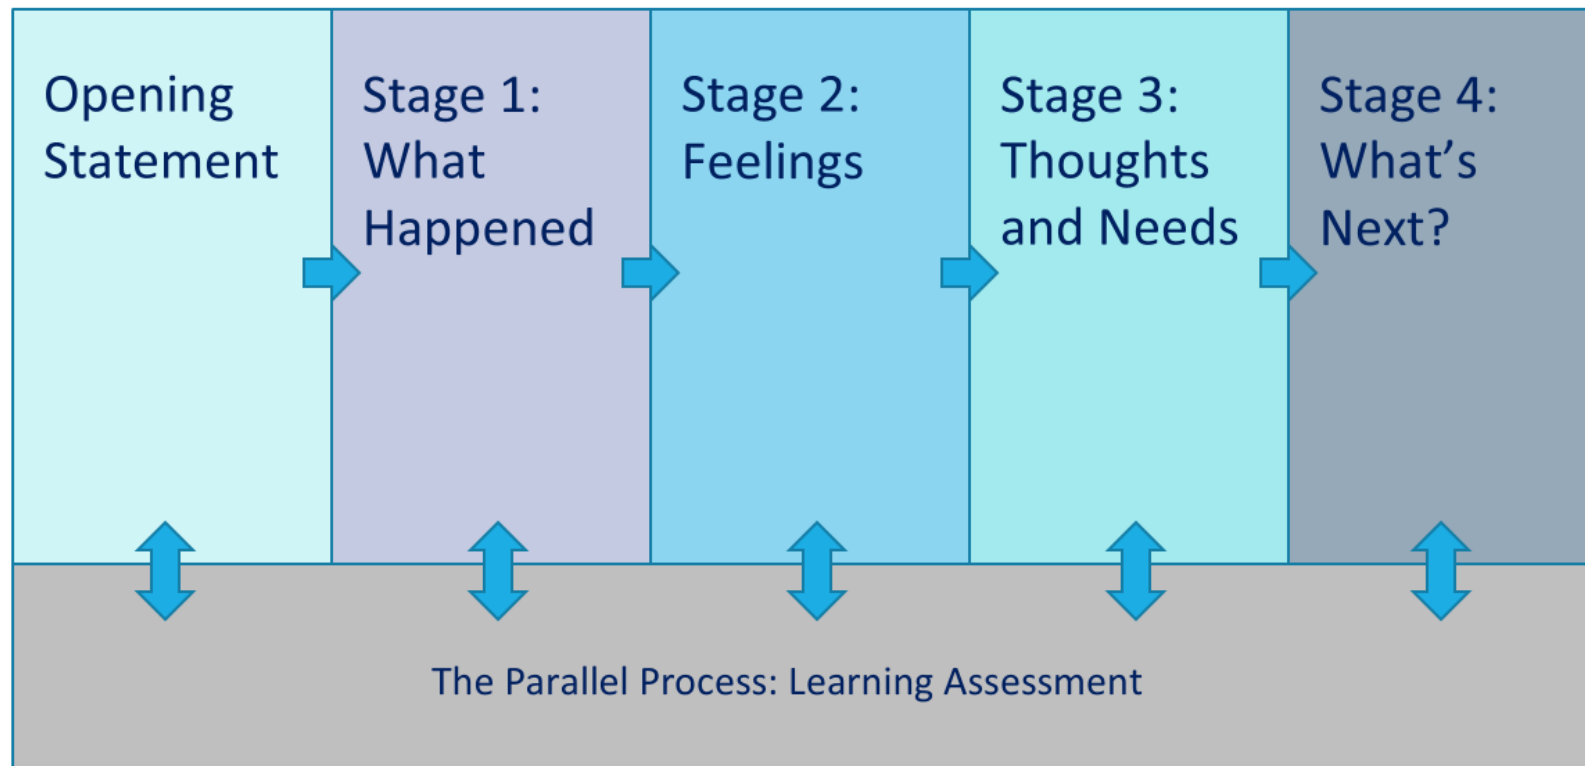 Opening
Statement
Stage 1:
What
Happened
Stage 2:
Feelings
Stage 3:
Thoughts
and Needs
Stage 4:
What’s
Next?
The Parallel Process: Learning Assessment